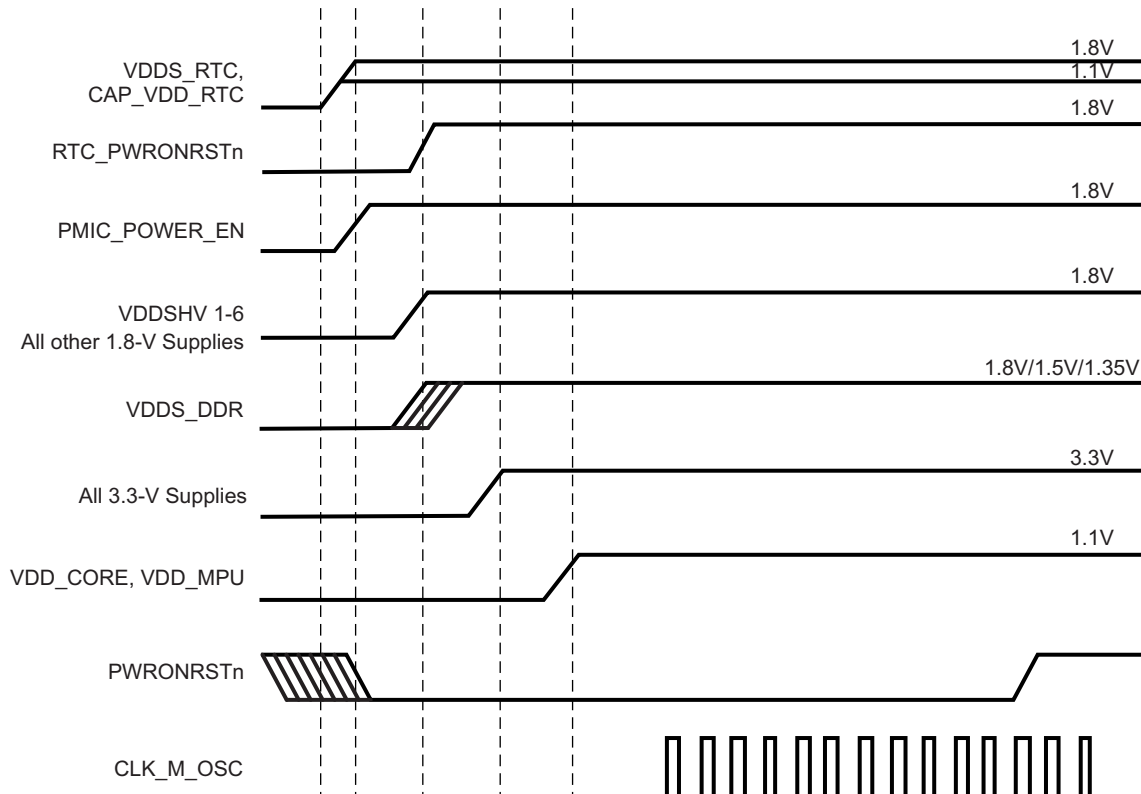 1.8V
VDDS_RTC,
1.1V
CAP_VDD_RTC
1.8V
RTC_PWRONRSTn
1.8V
PMIC_POWER_EN
1.8V
VDDSHV 1-6
All other 1.8-V Supplies
1.8V/1.5V/1.35V
VDDS_DDR
3.3V
All 3.3-V Supplies
1.1V
VDD_CORE, VDD_MPU
PWRONRSTn
CLK_M_OSC